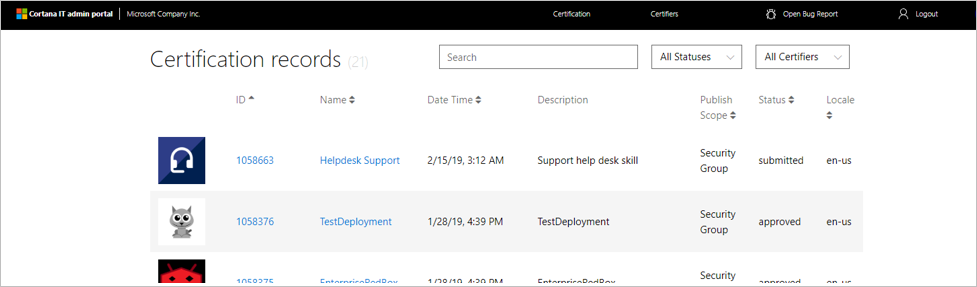 Cortana IT admin portal Microsoft Company Inc. Certification Certifiers Open Bug Report Logout
Certification records (21) Search All Statuses All Certifiers
ID Name Date Time Description Publish Scope Status Locale
1058663 Helpdesk Support 2/15/19, 3:12 AM Support help desk skill Security Group submitted en-us
1058376 TestDeployment 1/28/19, 4:39 PM TestDeployment Security Group approved en-us
1058375 EnterpriseRedBox 1/28/19, 4:39 PM EnterpriseRedBox Security approved en-us